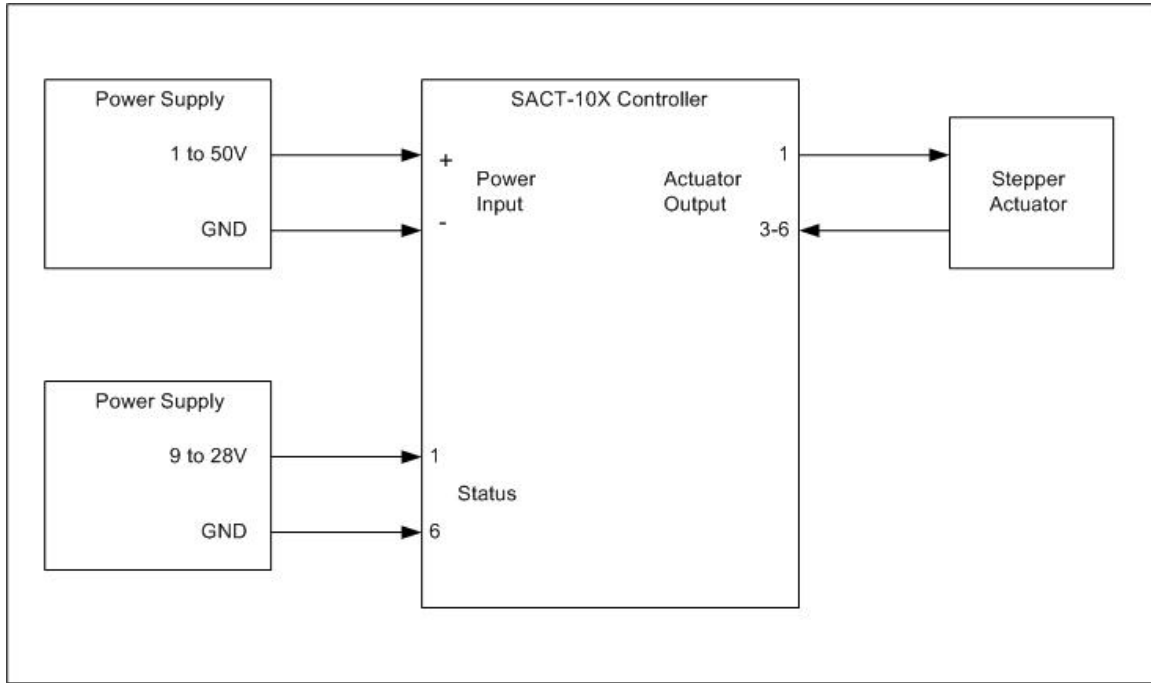 Power Supply
1 to 50V
GND
SACT-10X Controller
+
Power
Input
-
Actuator
Output
1
3-6
Stepper
Actuator
Power Supply
9 to 28V
GND
1
Status
6